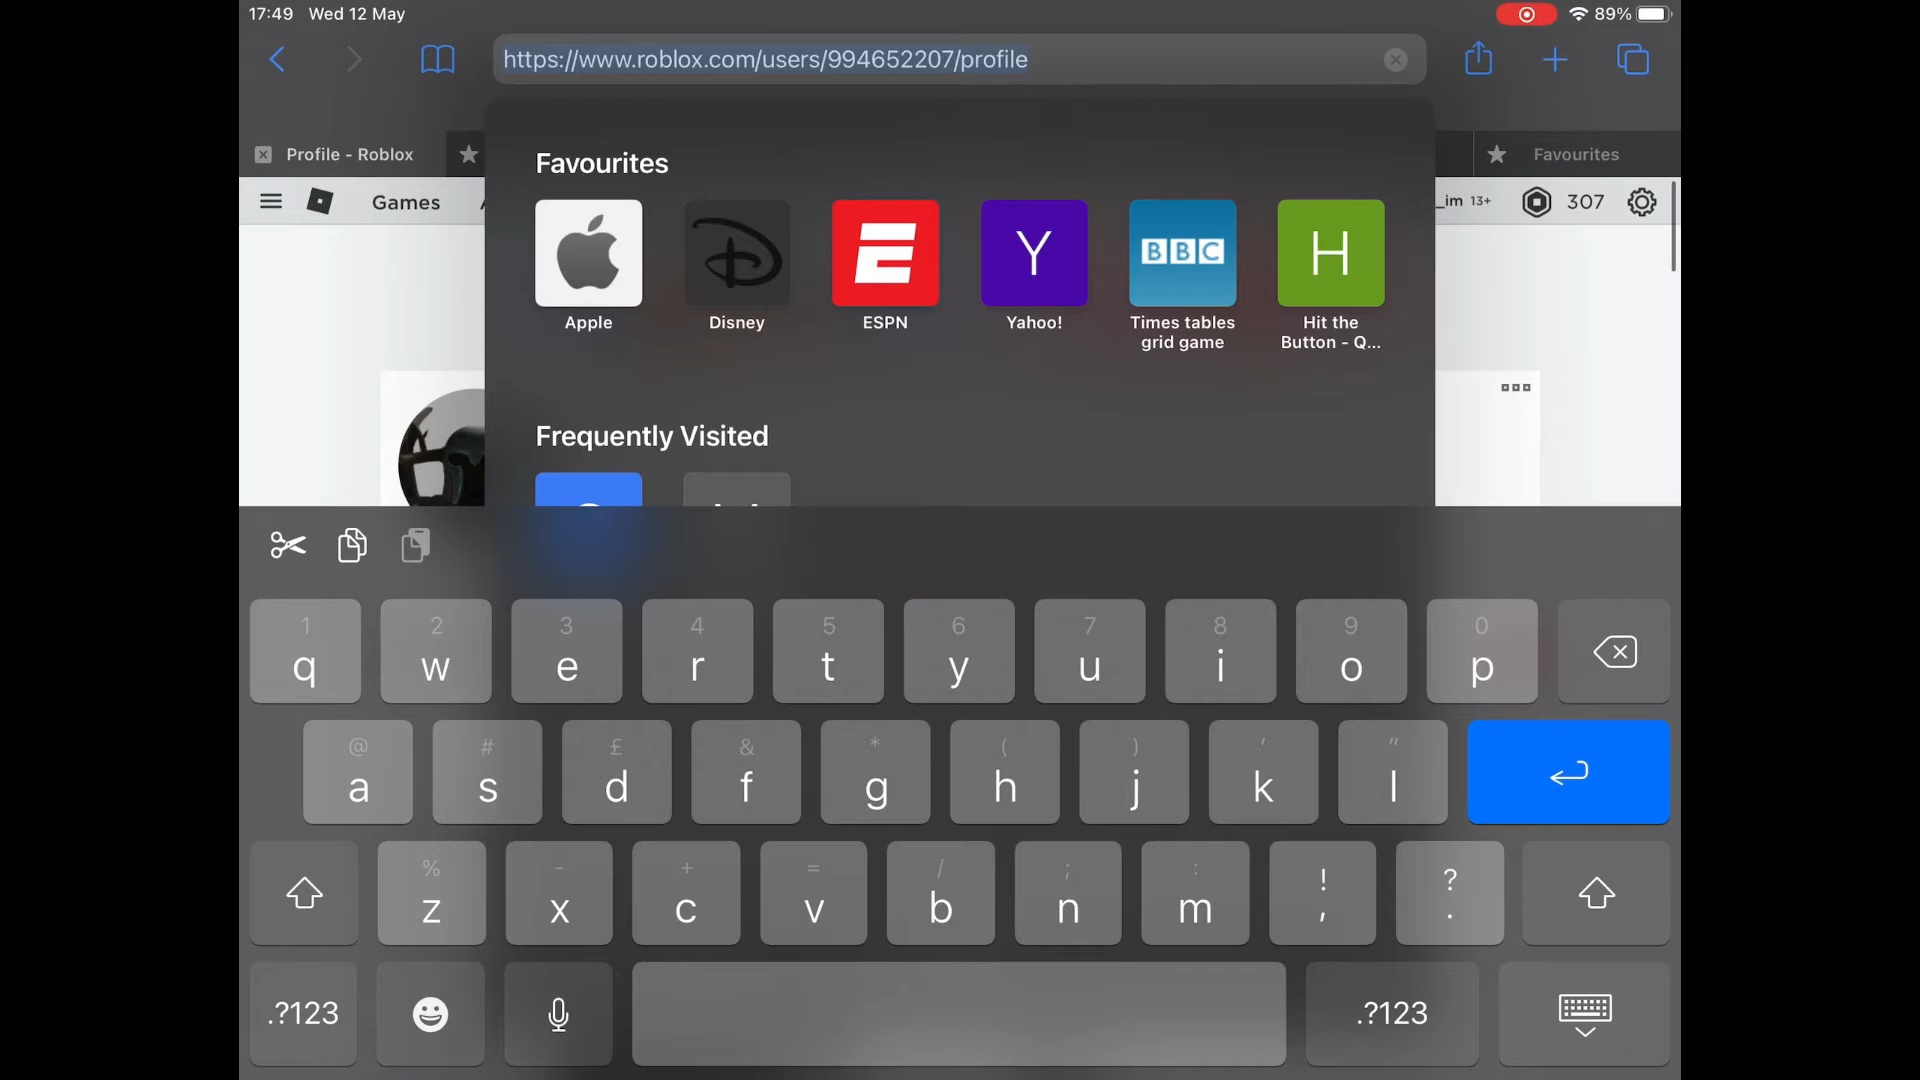 17:49 Wed 12 May
89%
https://www.roblox.com/users/994652207/profile
Profile - Roblox
Favourites
Games
_im 13+
307
Favourites
E
Y
BBC
H
Apple
Disney
ESPN
Yahoo!
Times tables
grid game
Hit the
Button - Q...
Frequently Visited
1 2 3 4 5 6 7 8 9 0
q w e r t y u i o p
@ # £ & * ( ) ' "
a s d f g h j k l
% - + = / ; : ! ?
z x c v b n m , .
.?123
.?123